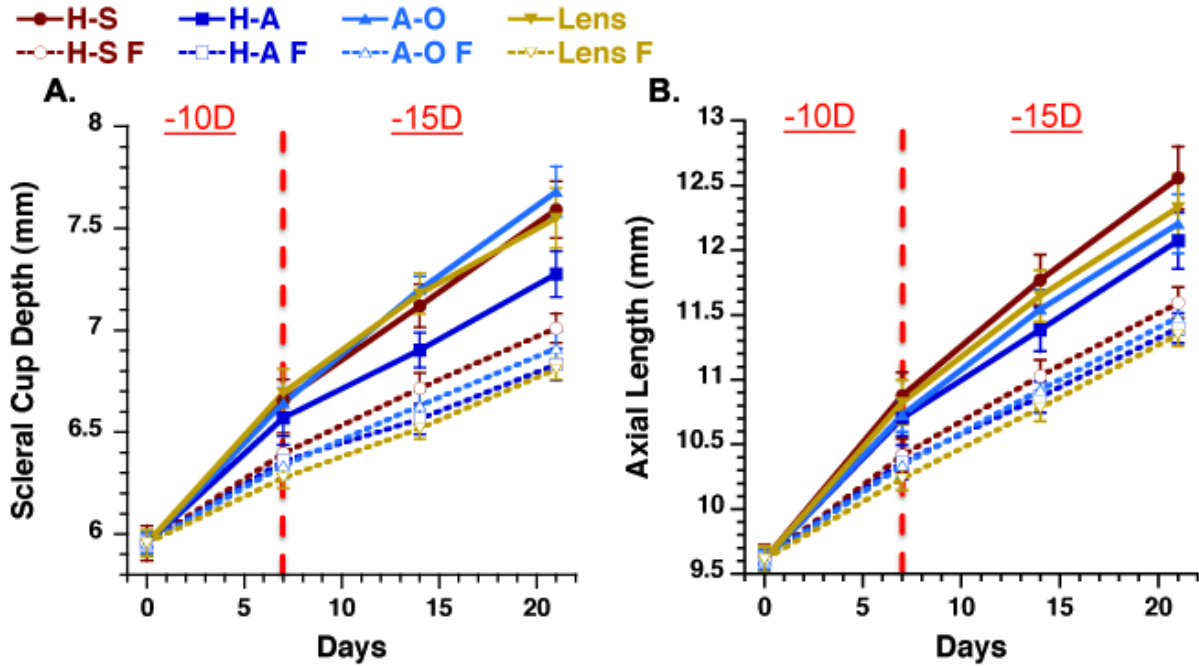 H-S H-A A-O Lens
H-S F H-A F A-O F Lens F
A.
-10D -15D
8
7.5
7
6.5
6
Scleral Cup Depth (mm)
0 5 10 15 20
Days
B.
-10D -15D
13
12.5
12
11.5
11
10.5
10
9.5
Axial Length (mm)
0 5 10 15 20
Days